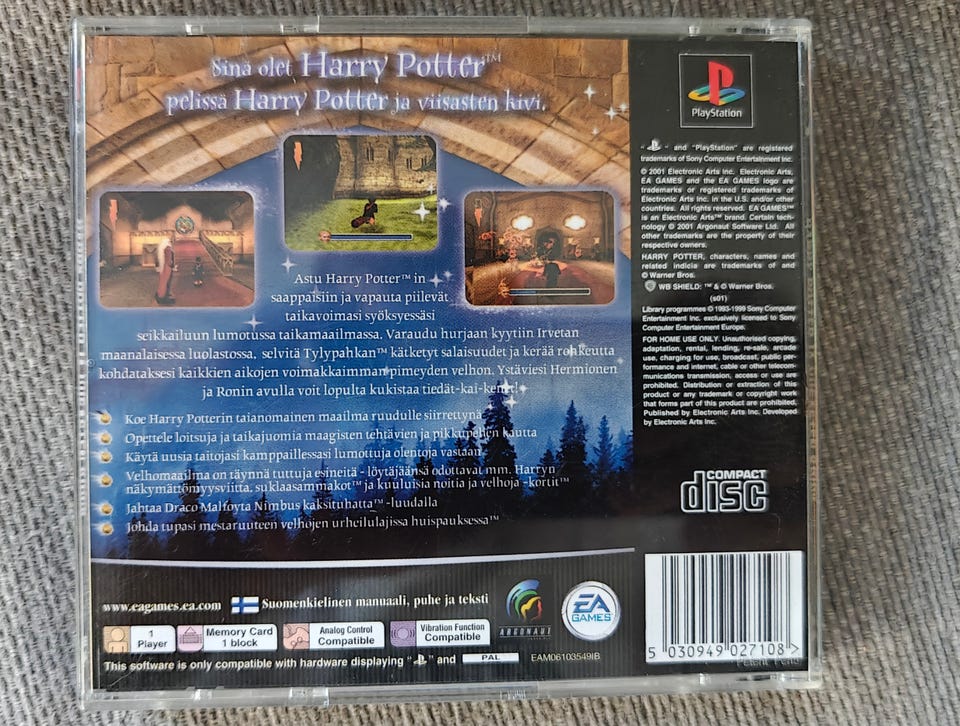 Sinä olet Harry Potter™
pelissä Harry Potter ja viisasten kivi.
Astu Harry Potter™ in
saappaisiin ja vapauta piilevät
taikavoimasi syöksyessäsi
seikkailuun lumotussa taikamaailmassa. Varaudu hurjaan kyytiin Irvetan
maanalaisessa luolastossa, selvitä Tylypahkan™ kätketyt salaisuudet ja kerää rohkeutta
kohdataksesi kaikkien aikojen voimakkaimman pimeyden velhon. Ystäviesi Hermionen
ja Ronin avulla voit lopulta kukistaa tiedät-kai-kenet!
Koe Harry Potterin taianomainen maailma ruudulle siirrettynä
Opettele loitsuja ja taikajuomia maagisten tehtävien ja pikkupelien kautta
Käytä uusia taitojasi kamppaillessasi lumottuja olentoja vastaan
Velhomaailma on täynnä tuttuja esineitä - löytäjäänsä odottavat mm. Harryn
näkymättömyysviitta, suklaasammakot™ ja kuuluisia noitia ja velhoja -kortit™
Jahtaa Draco Malfoyta Nimbus kaksituhatta™ -luudalla
Johda tupasi mestaruuteen velhojen urheilulajissa huispauksessa™
www.eagames.ea.com
Suomenkielinen manuaali, puhe ja teksti
ARGONAUT
EA
GAMES™
1
Player
Memory Card
1 block
Analog Control
Compatible
Vibration Function
Compatible
This software is only compatible with hardware displaying " " and PAL
EAM06103549IB
PlayStation
" " and "PlayStation" are registered
trademarks of Sony Computer Entertainment Inc.
© 2001 Electronic Arts Inc. Electronic Arts,
EA GAMES and the EA GAMES logo are
trademarks or registered trademarks of
Electronic Arts Inc. in the U.S. and/or other
countries. All rights reserved. EA GAMES™
is an Electronic Arts™ brand. Certain tech-
nology © 2001 Argonaut Software Ltd. All
other trademarks are the property of their
respective owners.
HARRY POTTER, characters, names and
related indicia are trademarks of and
© Warner Bros.
WB SHIELD: ™ & © Warner Bros.
(s01)
Library programmes © 1993-1999 Sony Computer
Entertainment Inc. exclusively licensed to Sony
Computer Entertainment Europe.
FOR HOME USE ONLY. Unauthorised copying,
adaptation, rental, lending, re-sale, arcade
use, charging for use, broadcast, public per-
formance and internet, cable or other telecom-
munications transmission, access or use are
prohibited. Distribution or extraction of this
product or any trademark or copyright work
that forms part of this product are prohibited.
Published by Electronic Arts Inc. Developed
by Electronic Arts Inc.
COMPACT
disc
5 030949 027108 >